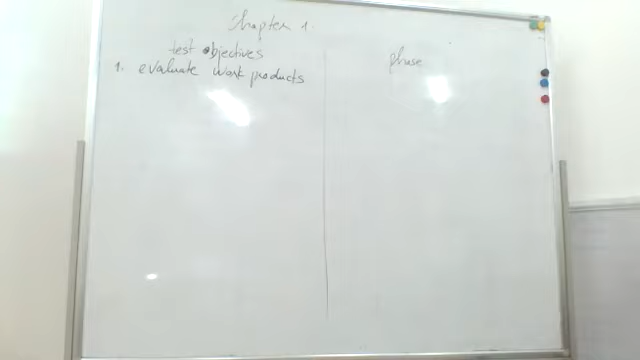 Chapter 1.
test objectives
phase
1. evaluate work products